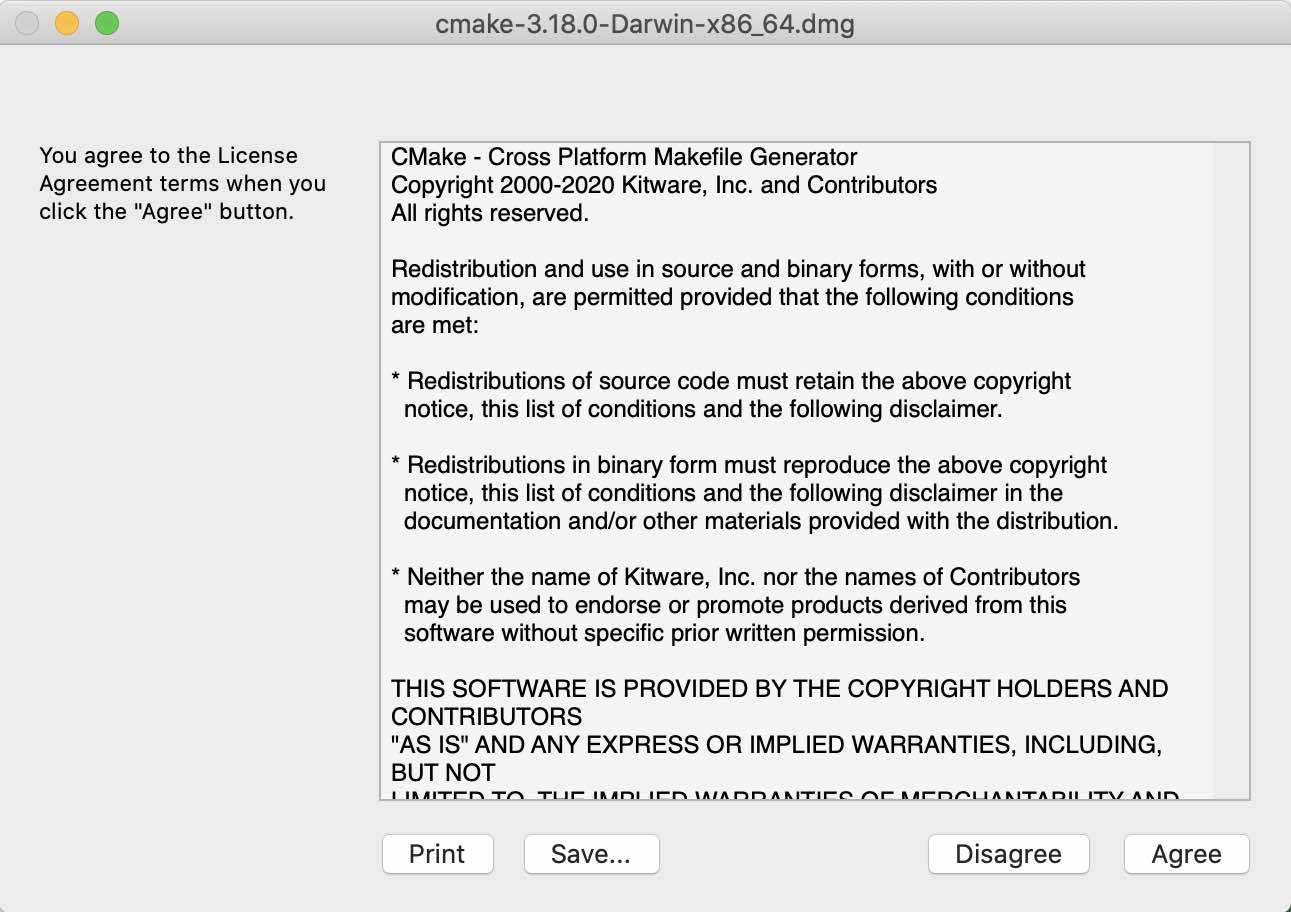 cmake-3.18.0-Darwin-x86_64.dmg
You agree to the License
Agreement terms when you
click the "Agree" button.
CMake - Cross Platform Makefile Generator
Copyright 2000-2020 Kitware, Inc. and Contributors
All rights reserved.
Redistribution and use in source and binary forms, with or without
modification, are permitted provided that the following conditions
are met:
* Redistributions of source code must retain the above copyright
notice, this list of conditions and the following disclaimer.
* Redistributions in binary form must reproduce the above copyright
notice, this list of conditions and the following disclaimer in the
documentation and/or other materials provided with the distribution.
* Neither the name of Kitware, Inc. nor the names of Contributors
may be used to endorse or promote products derived from this
software without specific prior written permission.
THIS SOFTWARE IS PROVIDED BY THE COPYRIGHT HOLDERS AND
CONTRIBUTORS
"AS IS" AND ANY EXPRESS OR IMPLIED WARRANTIES, INCLUDING,
BUT NOT
LIMITED TO, THE IMPLIED WARRANTIES OF MERCHANTABILITY AND
Print
Save...
Disagree
Agree